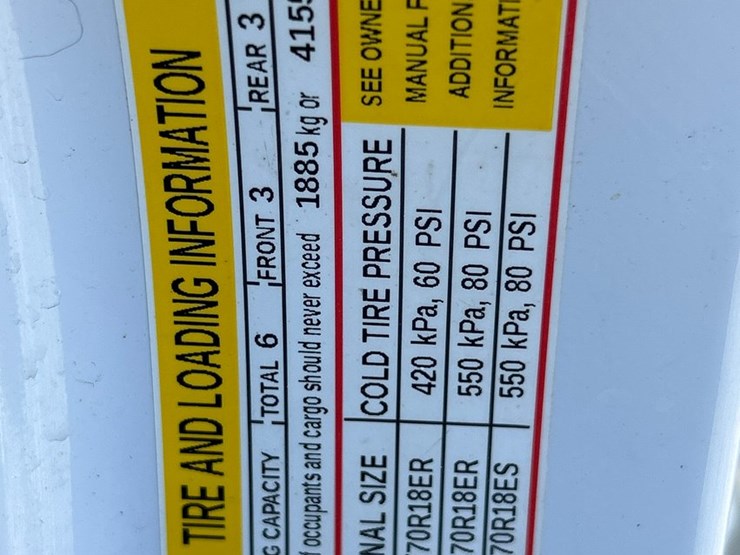 TIRE AND LOADING INFORMATION
G CAPACITY TOTAL 6 FRONT 3 REAR 3
f occupants and cargo should never exceed 1885 kg or 4155
NAL SIZE COLD TIRE PRESSURE SEE OWNE
70R18ER 420 kPa, 60 PSI MANUAL F
70R18ER 550 kPa, 80 PSI ADDITION
70R18ES 550 kPa, 80 PSI INFORMATI